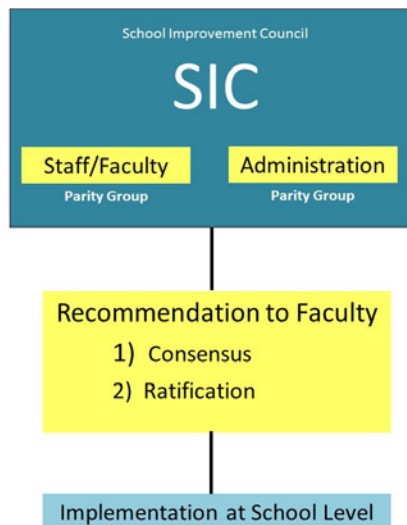 School Improvement Council
SIC
Staff/Faculty Administration
Parity Group Parity Group
Recommendation to Faculty
1) Consensus
2) Ratification
Implementation at School Level